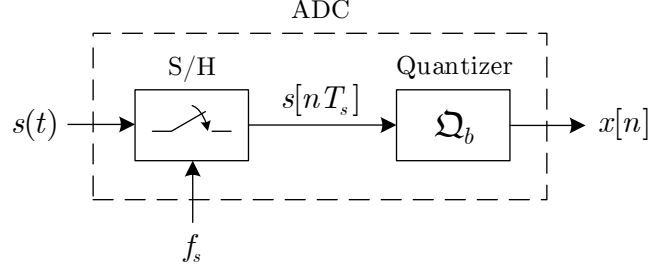 ADC
S/H
Quantizer
s(t)
s[nT_s]
𝔔_b
x[n]
f_s